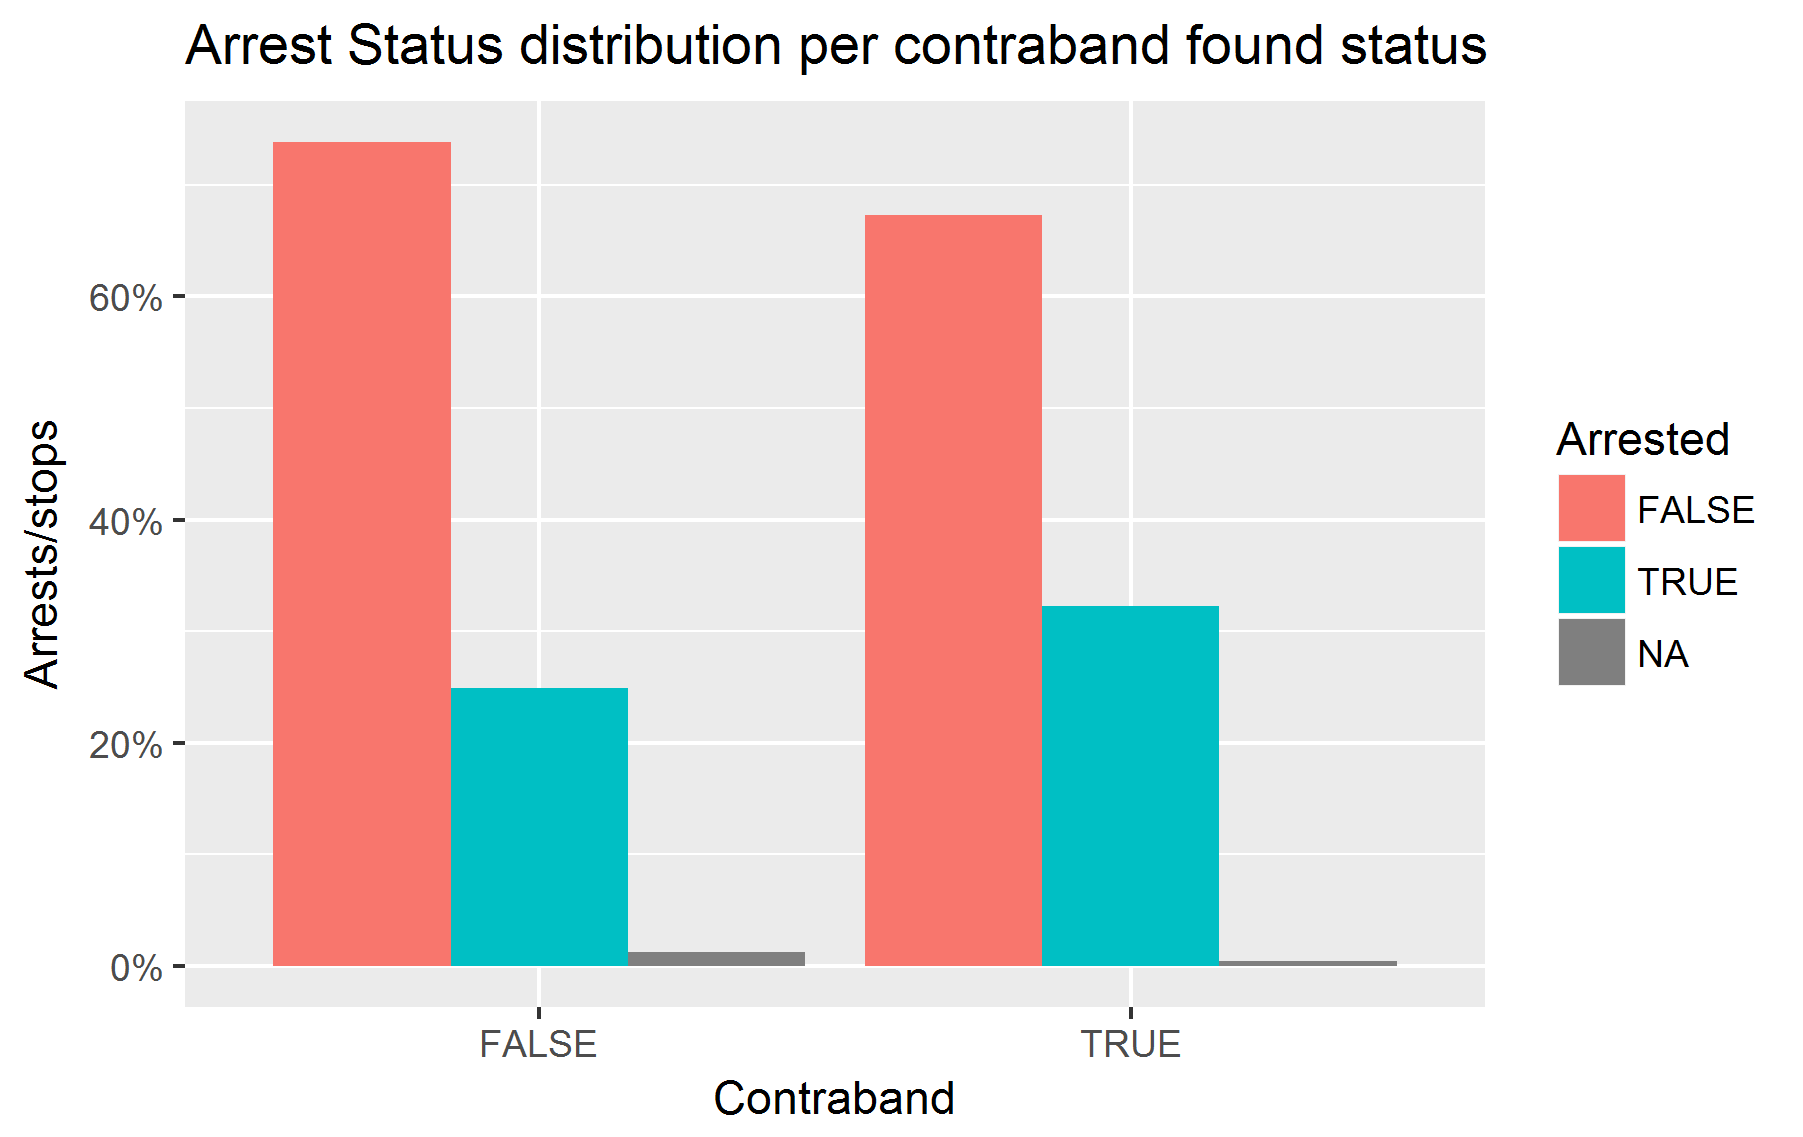 Arrest Status distribution per contraband found status
Arrests/stops
60%
40%
20%
0%
FALSE
TRUE
Contraband
Arrested
FALSE
TRUE
NA